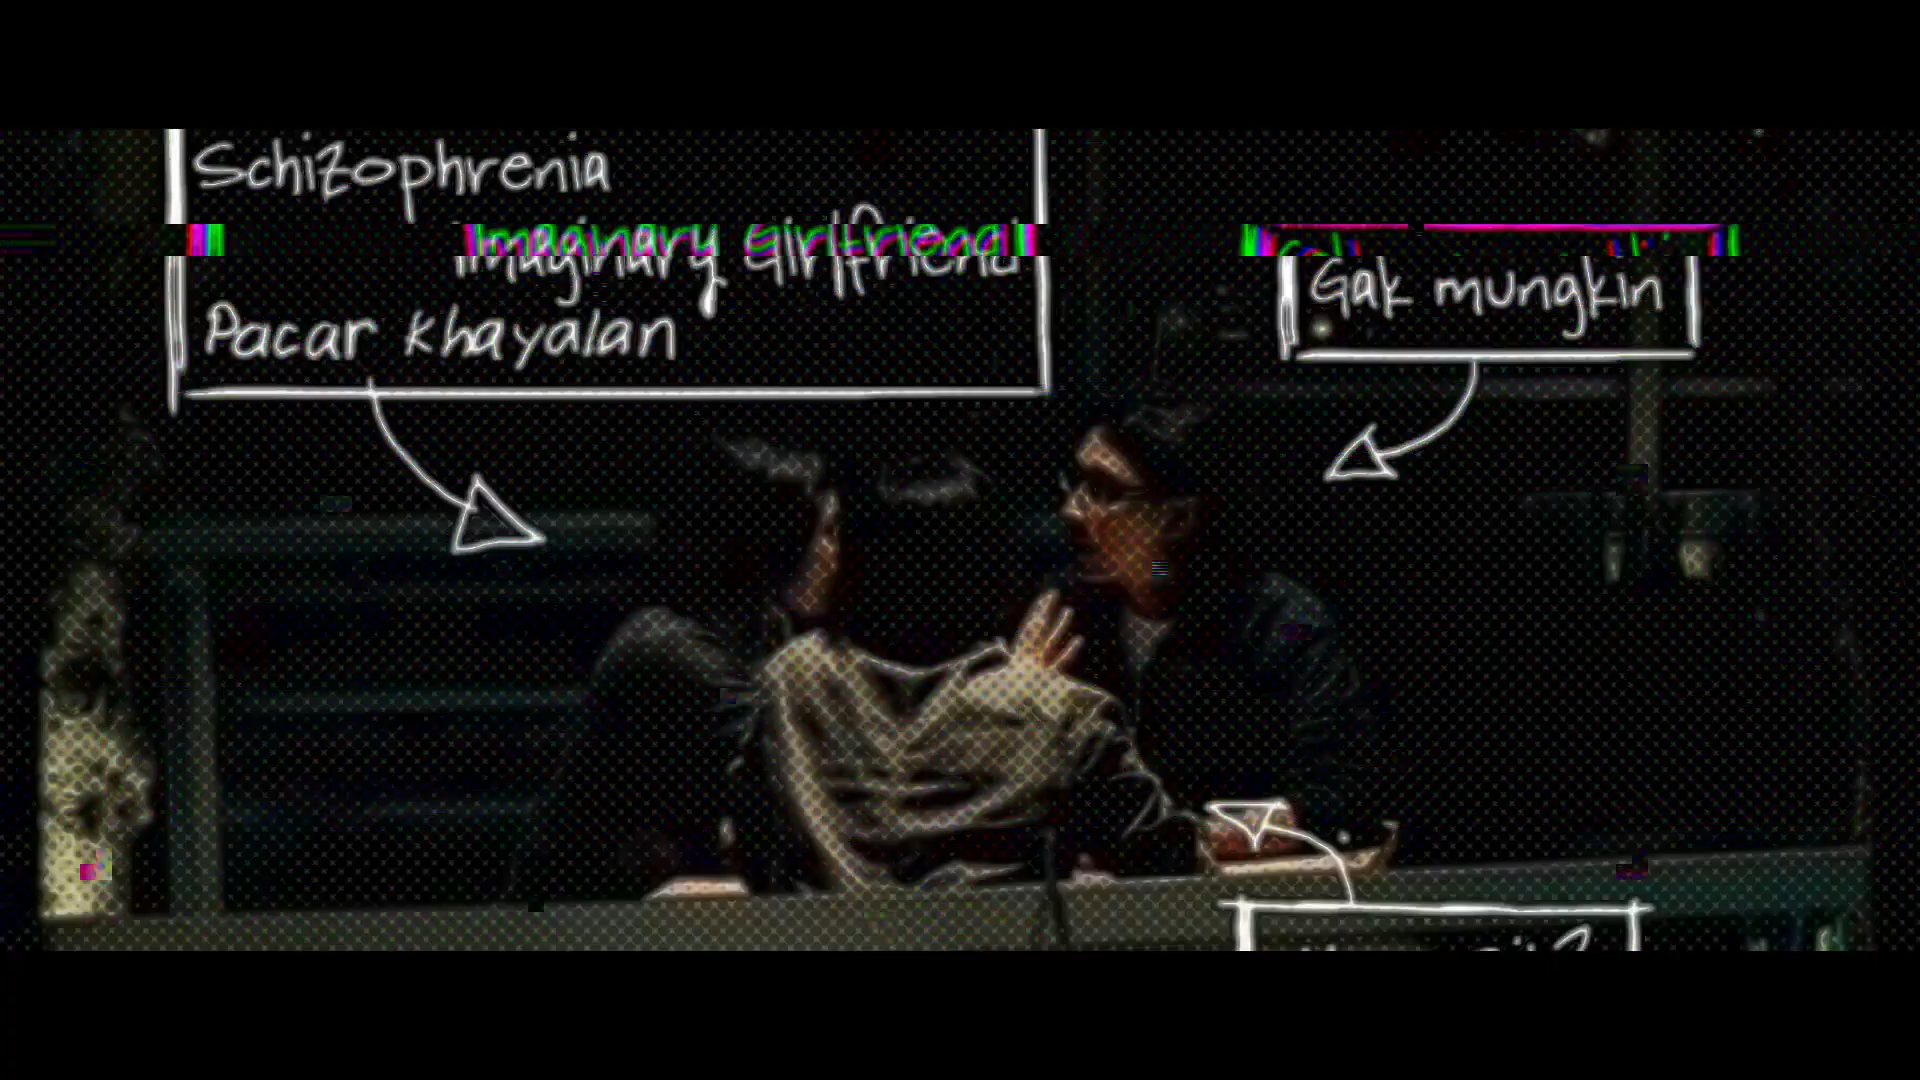 Schizophrenia
Imaginary Girlfriend
Pacar khayalan
Gak mungkin